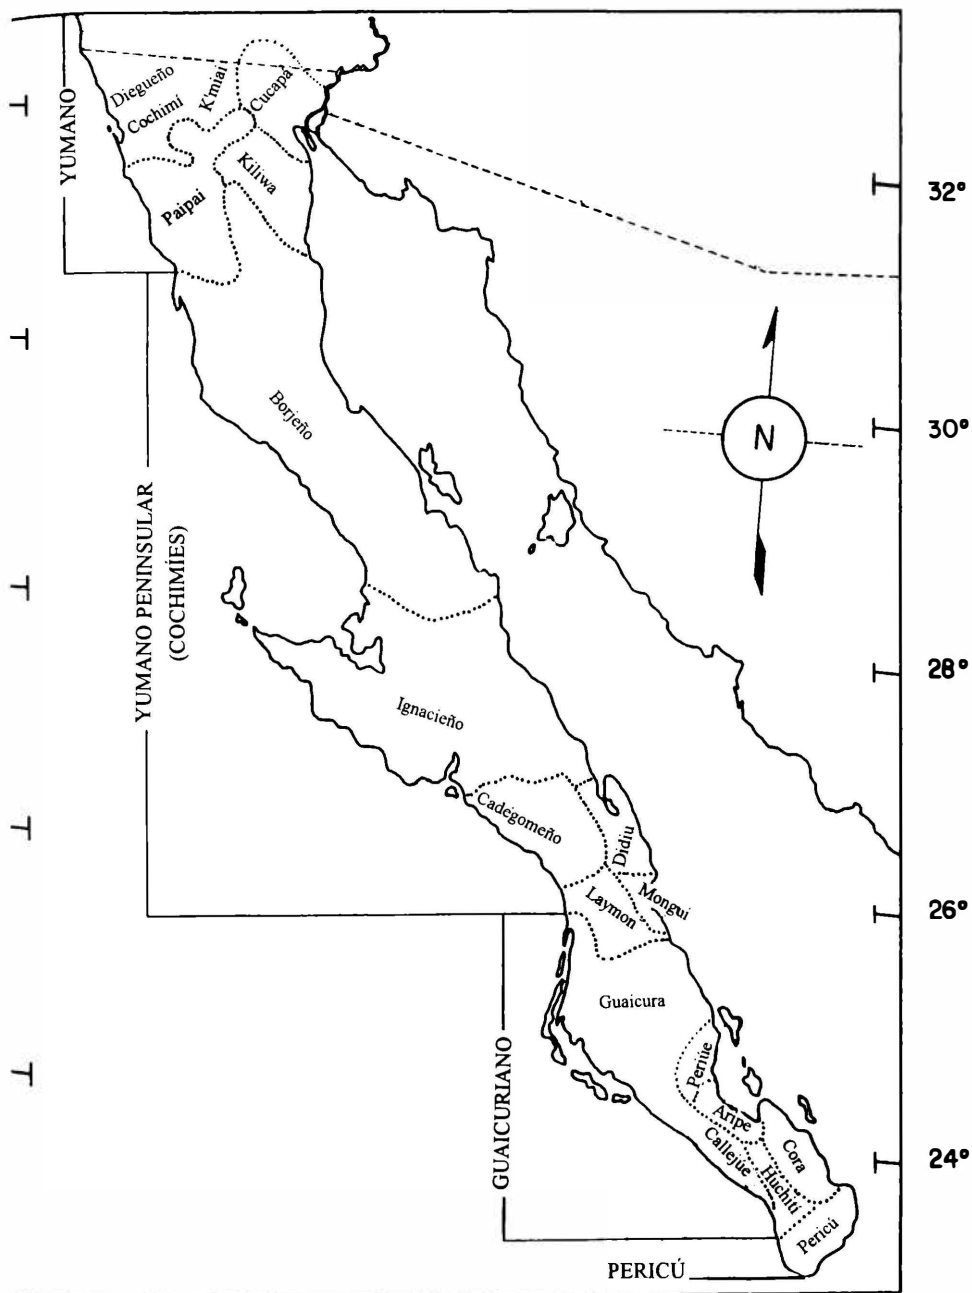 Diegueño
Cochimí
K'miai
Cucapá
YUMANO
Kiliwa
32°
Paipai
N
Borjeño
30°
YUMANO PENINSULAR
(COCHIMÍES)
28°
Ignacieño
Cadégomeño
Didiu
Mongui
Laymon
26°
Guaicura
Periúe
GUAICURIANO
Aripe
Callejúe
Cora
24°
Huchití
Pericú
PERICÚ